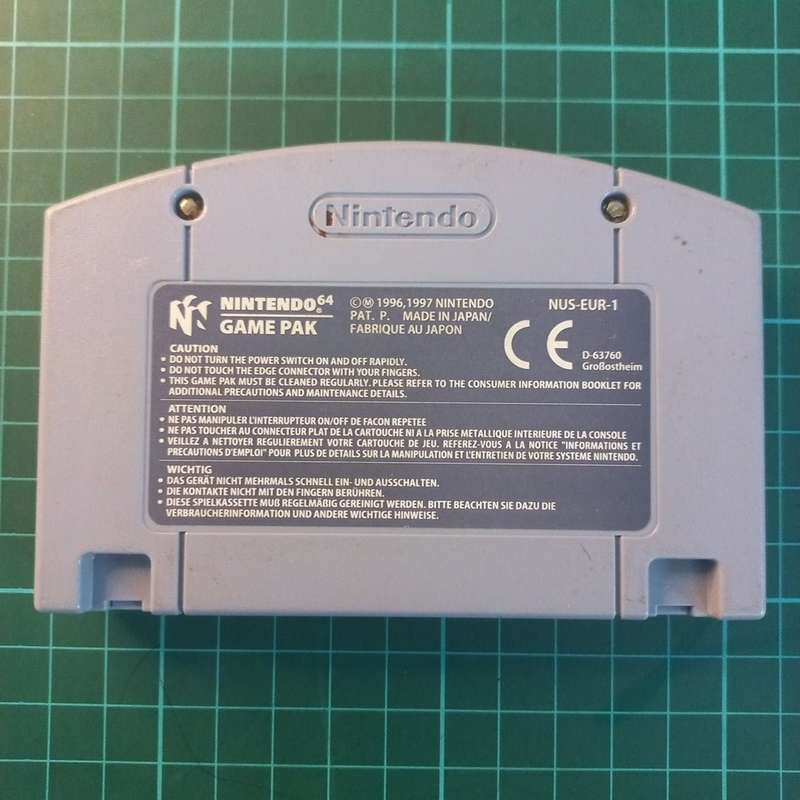 Nintendo
NINTENDO64
GAME PAK
©Ⓜ 1996,1997 NINTENDO
PAT. P. MADE IN JAPAN/
FABRIQUE AU JAPON
NUS-EUR-1
CE
D-63760
Großostheim
CAUTION
• DO NOT TURN THE POWER SWITCH ON AND OFF RAPIDLY.
• DO NOT TOUCH THE EDGE CONNECTOR WITH YOUR FINGERS.
• THIS GAME PAK MUST BE CLEANED REGULARLY. PLEASE REFER TO THE CONSUMER INFORMATION BOOKLET FOR
ADDITIONAL PRECAUTIONS AND MAINTENANCE DETAILS.
ATTENTION
• NE PAS MANIPULER L'INTERRUPTEUR ON/OFF DE FACON REPETEE
• NE PAS TOUCHER AU CONNECTEUR PLAT DE LA CARTOUCHE NI A LA PRISE METALLIQUE INTERIEURE DE LA CONSOLE
• VEILLEZ A NETTOYER REGULIEREMENT VOTRE CARTOUCHE DE JEU. REFEREZ-VOUS A LA NOTICE "INFORMATIONS ET
PRECAUTIONS D'EMPLOI" POUR PLUS DE DETAILS SUR LA MANIPULATION ET L'ENTRETIEN DE VOTRE SYSTEME NINTENDO.
WICHTIG
• DAS GERÄT NICHT MEHRMALS SCHNELL EIN- UND AUSSCHALTEN.
• DIE KONTAKTE NICHT MIT DEN FINGERN BERÜHREN.
• DIESE SPIELKASSETTE MUß REGELMÄßIG GEREINIGT WERDEN. BITTE BEACHTEN SIE DAZU DIE
VERBRAUCHERINFORMATION UND ANDERE WICHTIGE HINWEISE.